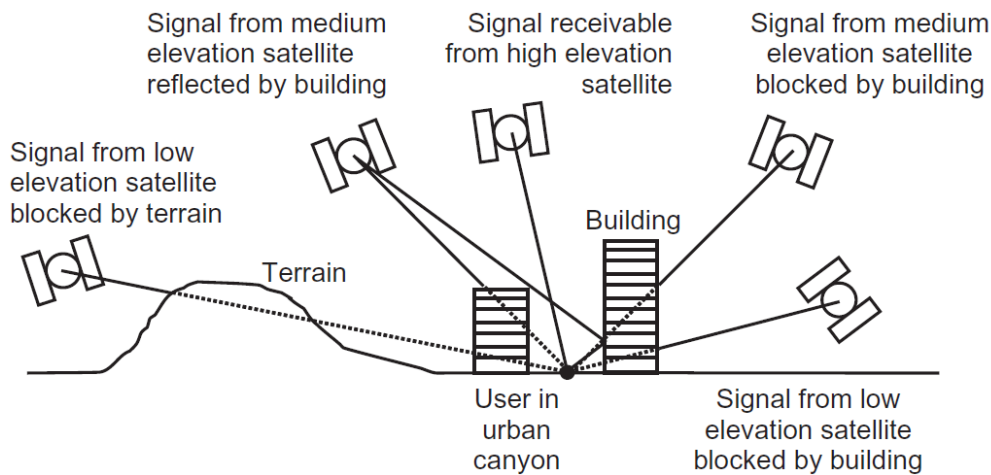 Signal from medium
elevation satellite
reflected by building
Signal receivable
from high elevation
satellite
Signal from medium
elevation satellite
blocked by building
Signal from low
elevation satellite
blocked by terrain
Building
Terrain
User in
urban
canyon
Signal from low
elevation satellite
blocked by building